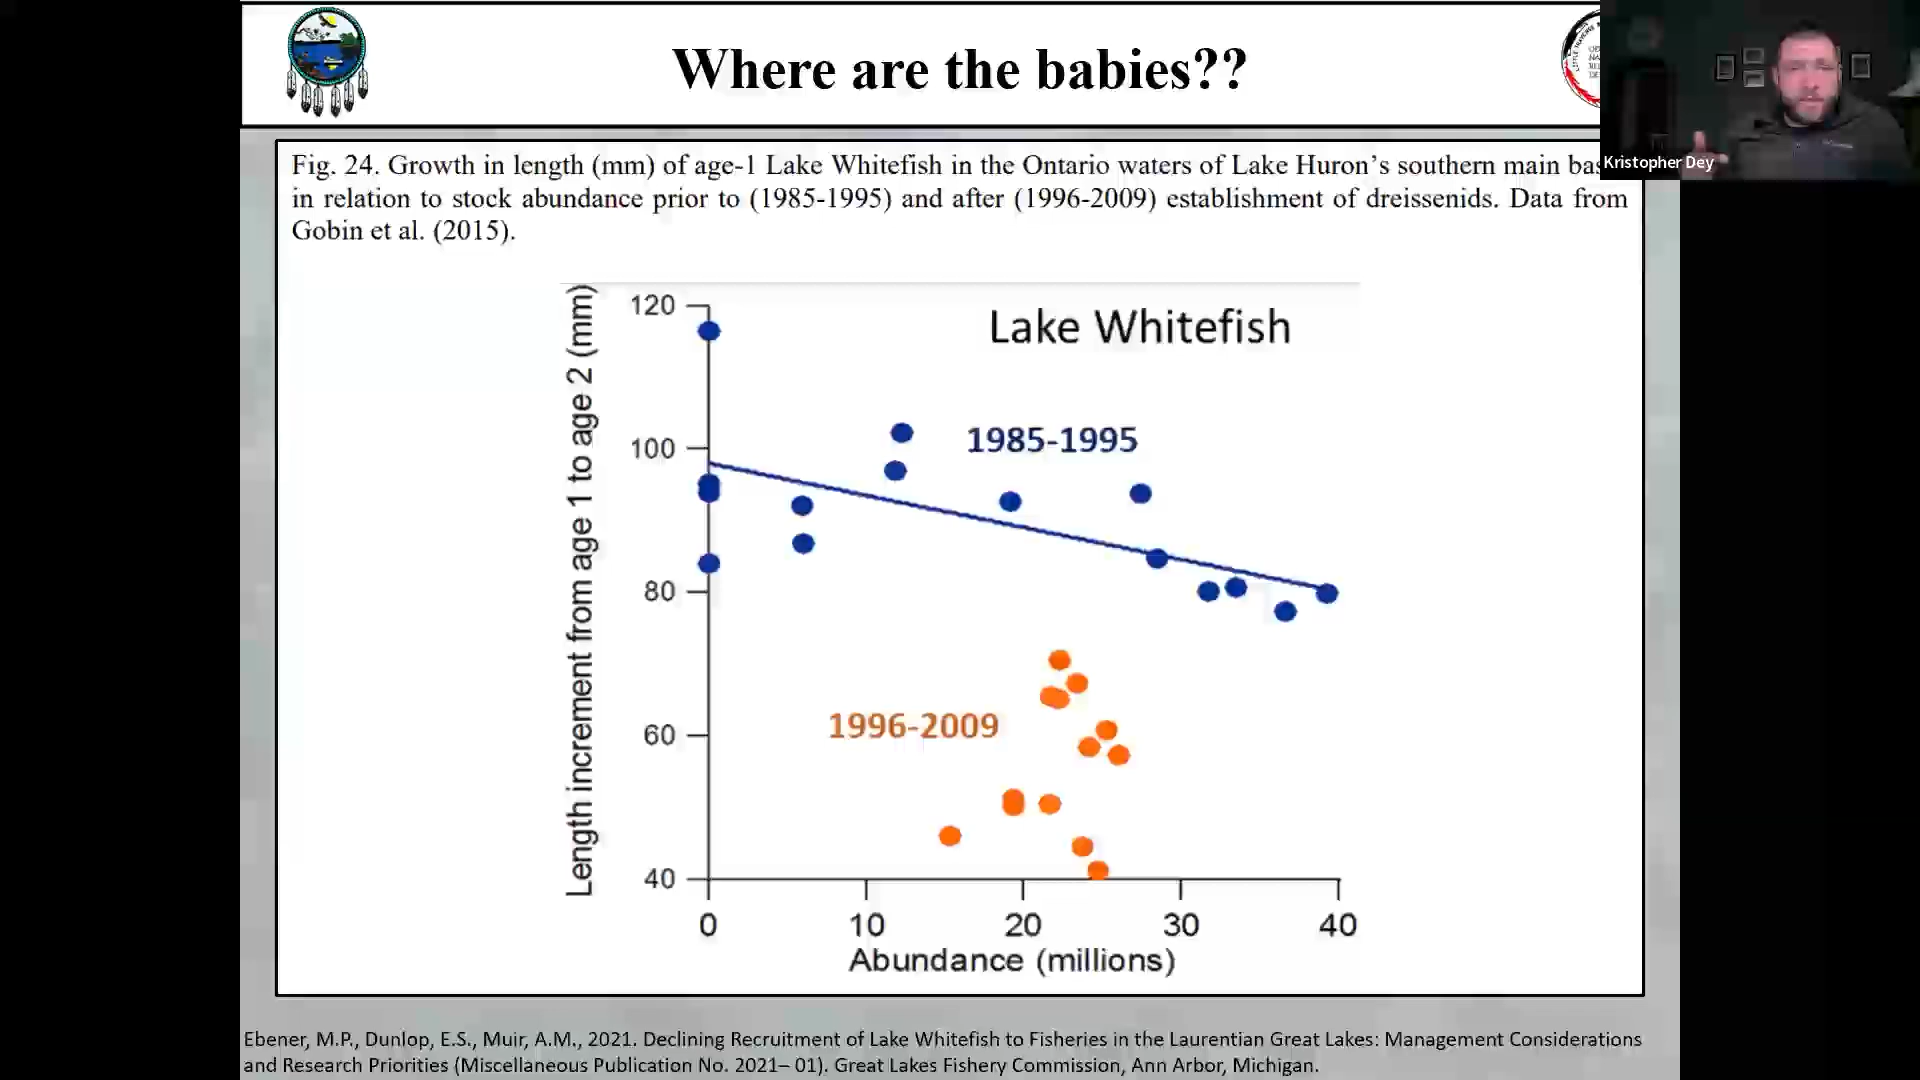 Where are the babies??
Kristopher Dey
Fig. 24. Growth in length (mm) of age-1 Lake Whitefish in the Ontario waters of Lake Huron's southern main
in relation to stock abundance prior to (1985-1995) and after (1996-2009) establishment of dreissenids. Data from
Gobin et al. (2015).
Length increment from age 1 to age 2 (mm)
120
100
80
60
40
Lake Whitefish
1985-1995
1996-2009
0 10 20 30 40
Abundance (millions)
Ebener, M.P., Dunlop, E.S., Muir, A.M., 2021. Declining Recruitment of Lake Whitefish to Fisheries in the Laurentian Great Lakes: Management Considerations
and Research Priorities (Miscellaneous Publication No. 2021– 01). Great Lakes Fishery Commission, Ann Arbor, Michigan.